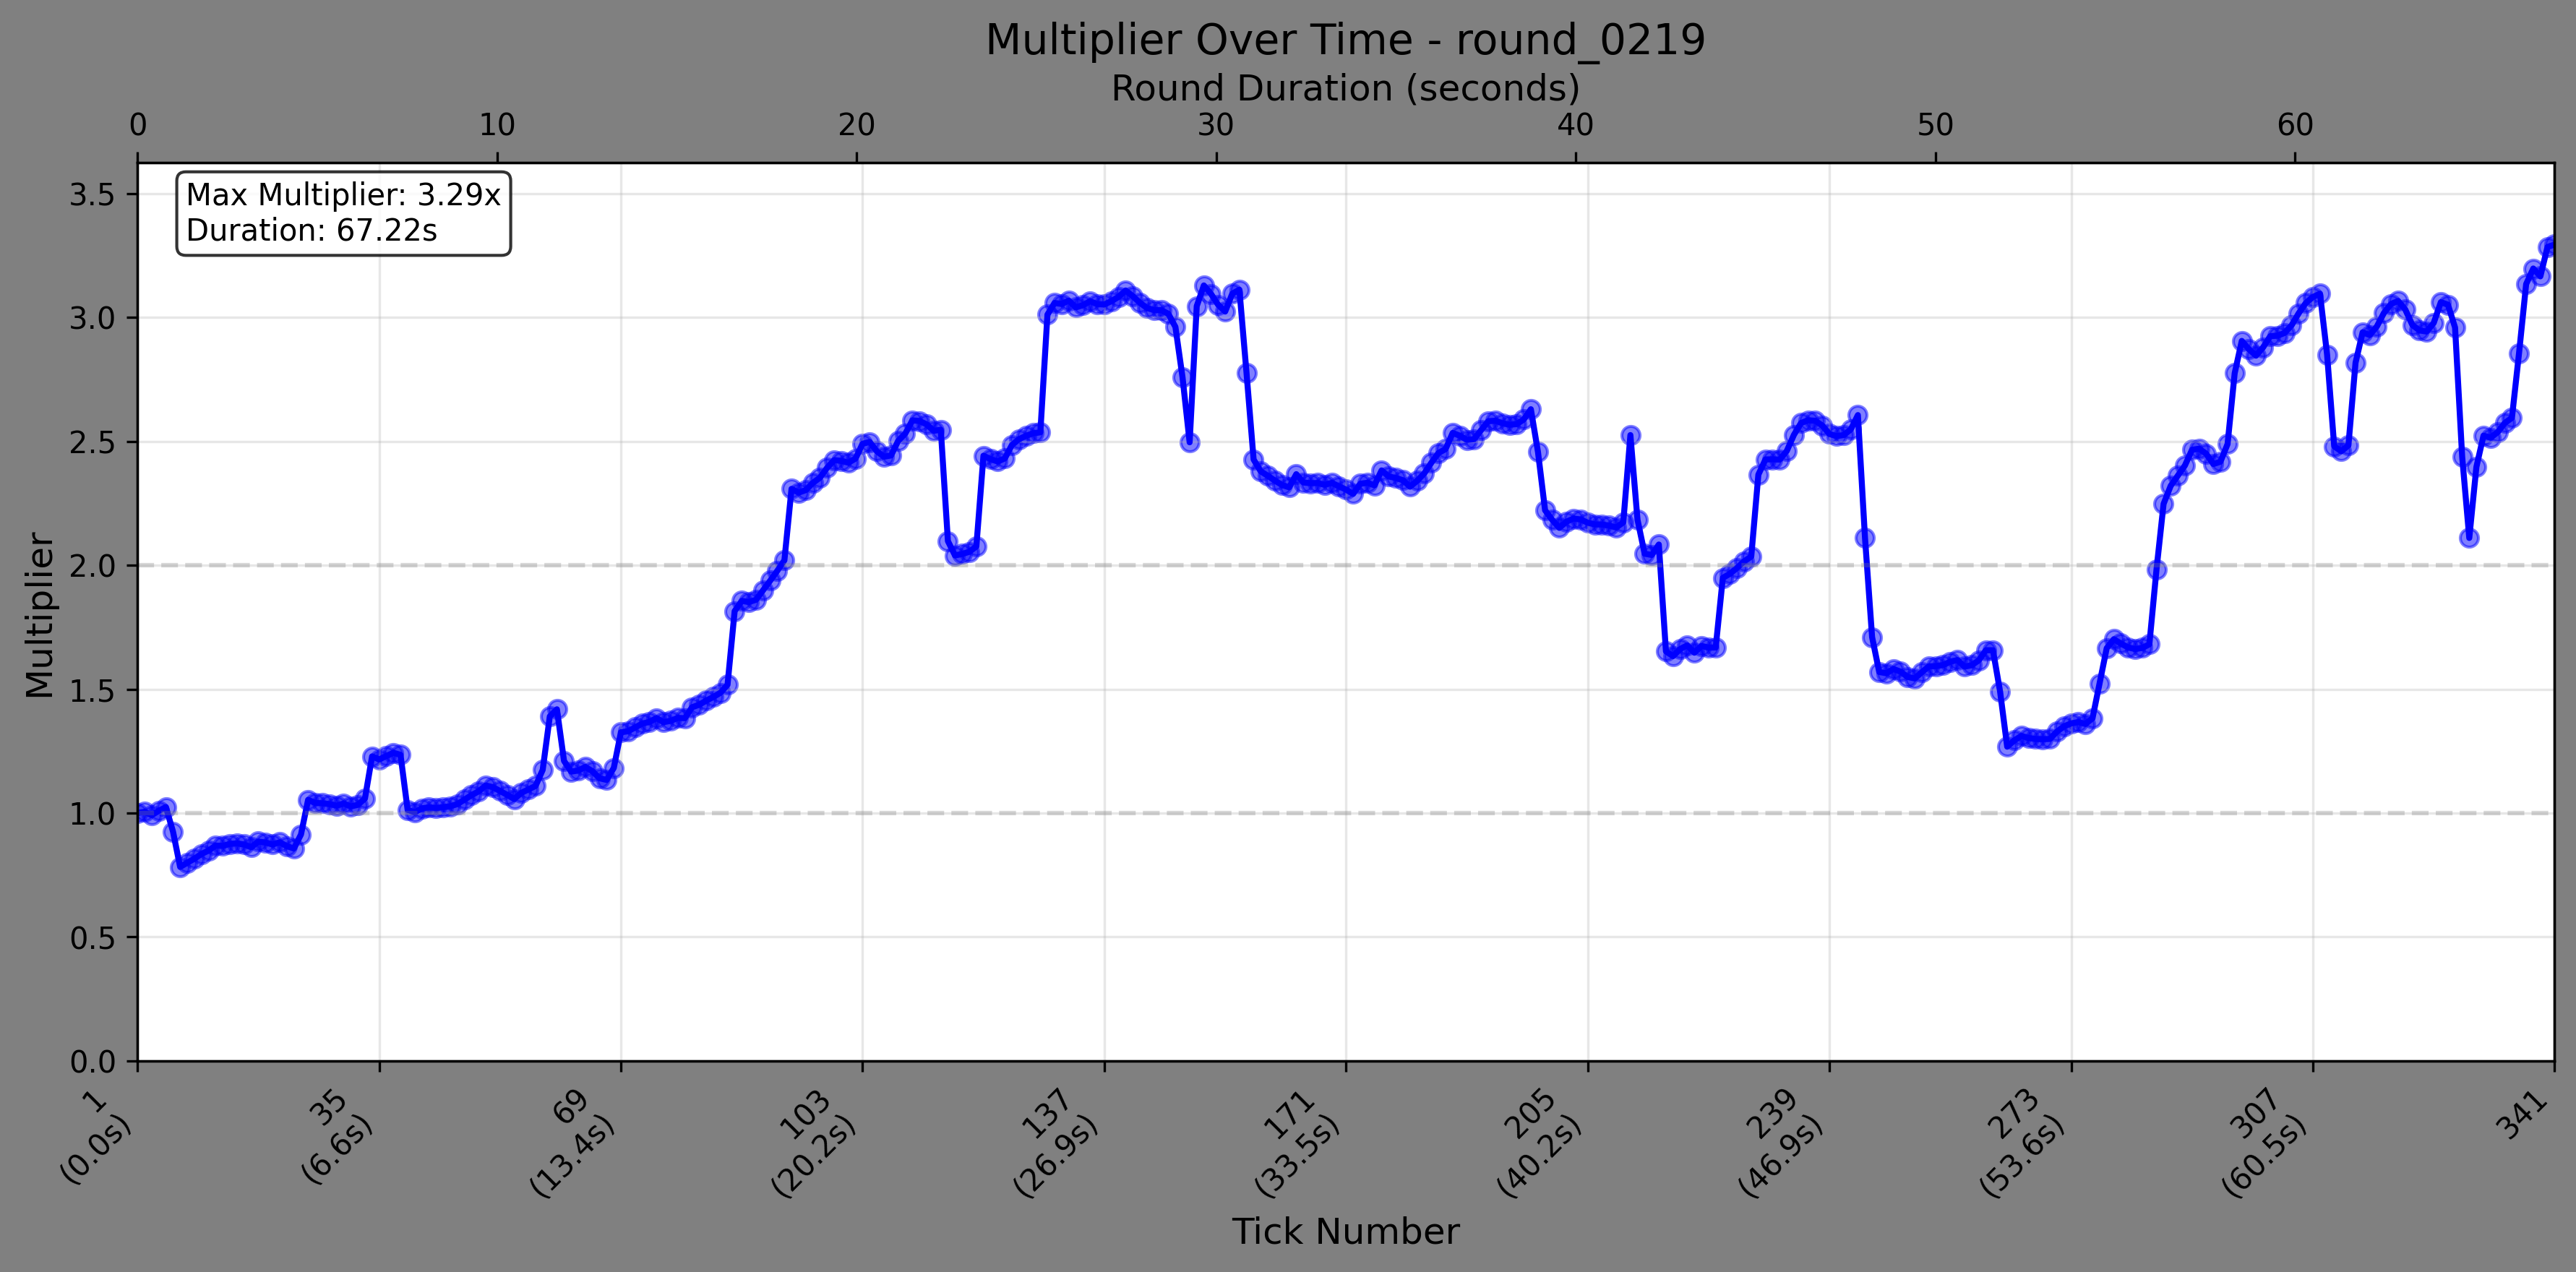 Multiplier Over Time - round_0219
Round Duration (seconds)
0 10 20 30 40 50 60
Max Multiplier: 3.29x
Duration: 67.22s
Multiplier
3.5
3.0
2.5
2.0
1.5
1.0
0.5
0.0
1
(0.0s)
35
(6.6s)
69
(13.4s)
103
(20.2s)
137
(26.9s)
171
(33.5s)
205
(40.2s)
239
(46.9s)
273
(53.6s)
307
(60.5s)
341
Tick Number